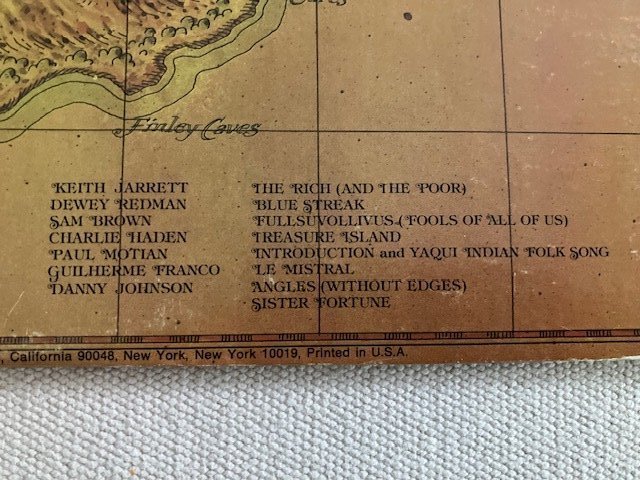 Finley Caves
KEITH JARRETT
DEWEY REDMAN
SAM BROWN
CHARLIE HADEN
PAUL MOTIAN
GUILHERME FRANCO
DANNY JOHNSON
THE RICH (AND THE POOR)
BLUE STREAK
FULLSUVOLLIVUS (FOOLS OF ALL OF US)
TREASURE ISLAND
INTRODUCTION and YAQUI INDIAN FOLK SONG
LE MISTRAL
ANGLES (WITHOUT EDGES)
SISTER FORTUNE
, California 90048, New York, New York 10019, Printed in U.S.A.